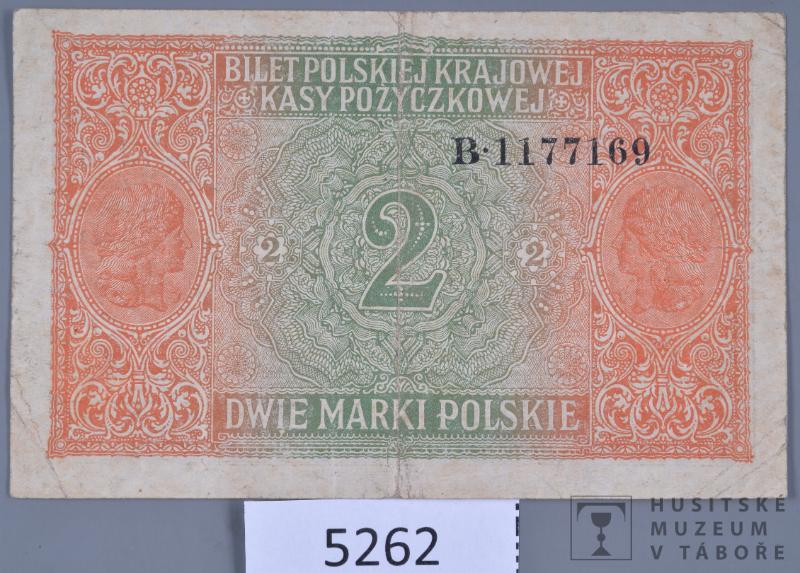 BILET POLSKIEJ KRAJOWEJ
KASY POŻYCZKOWEJ
B·1177169
2
2
2
DWIE MARKI POLSKIE
5262
HUSITSKÉ
MUZEUM
V TÁBOŘE